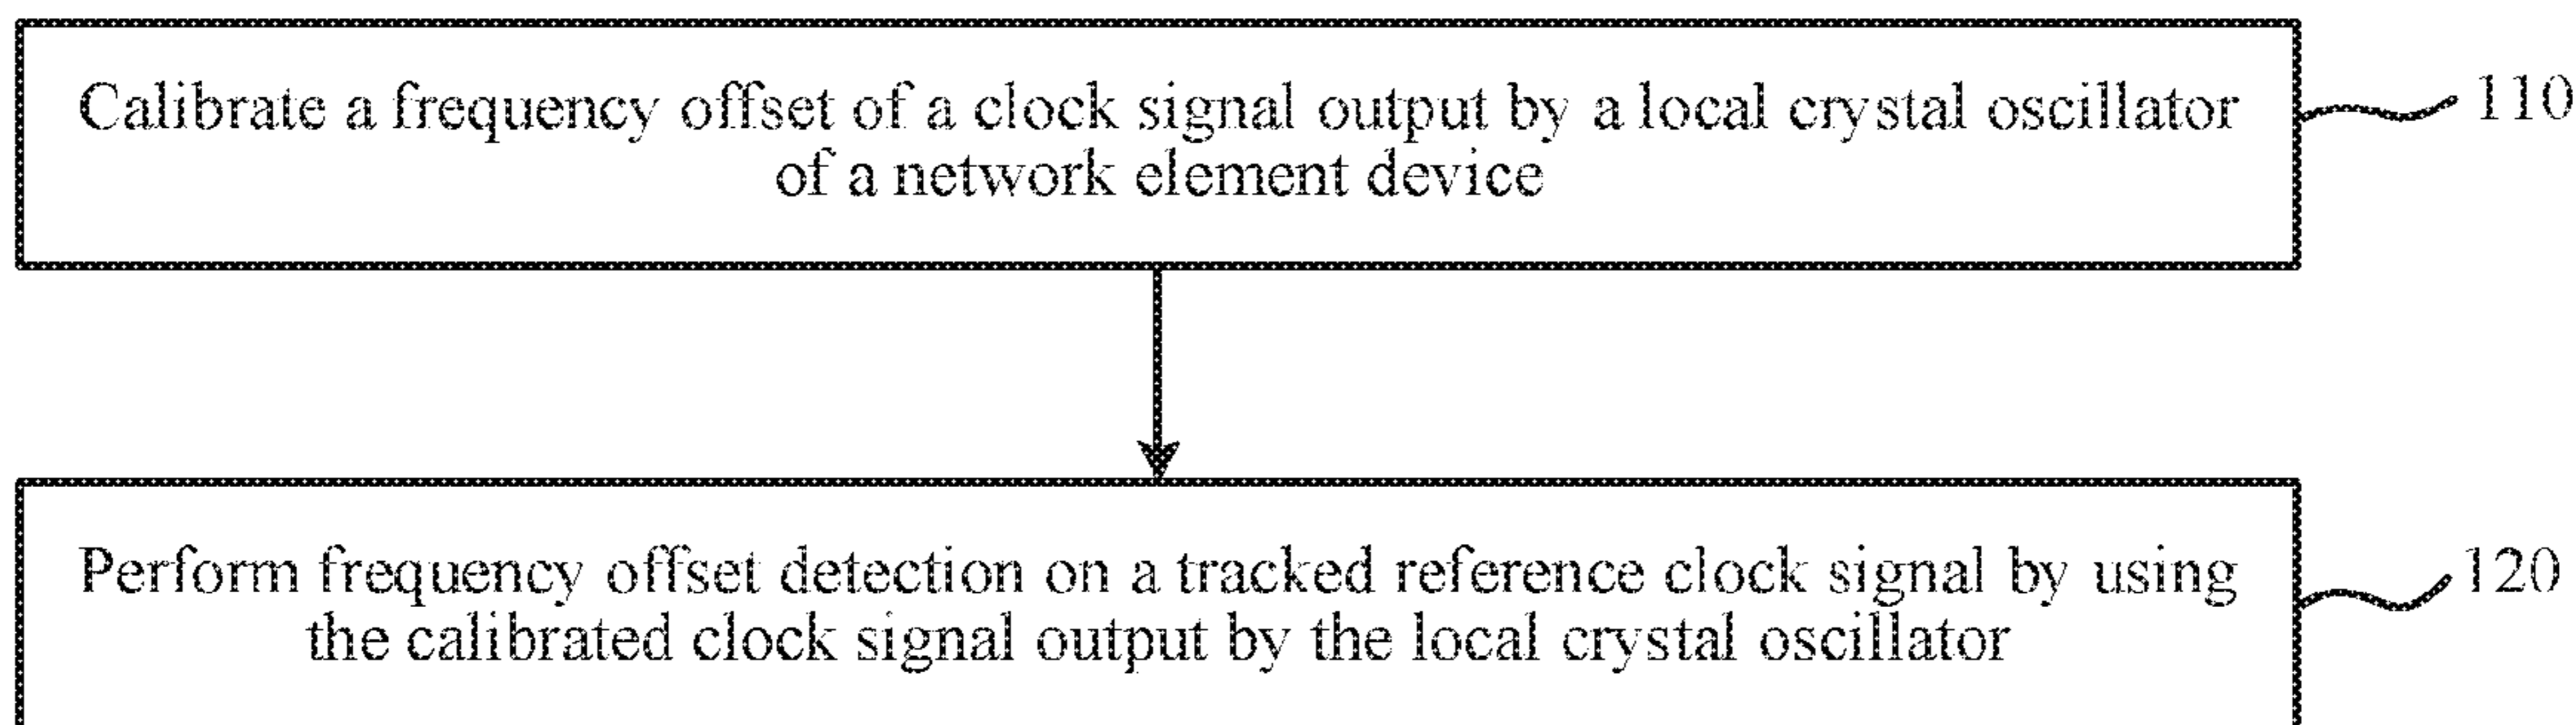 Calibrate a frequency offset of a clock signal output by a local crystal oscillator
of a network element device
110
Perform frequency offset detection on a tracked reference clock signal by using
the calibrated clock signal output by the local crystal oscillator
120